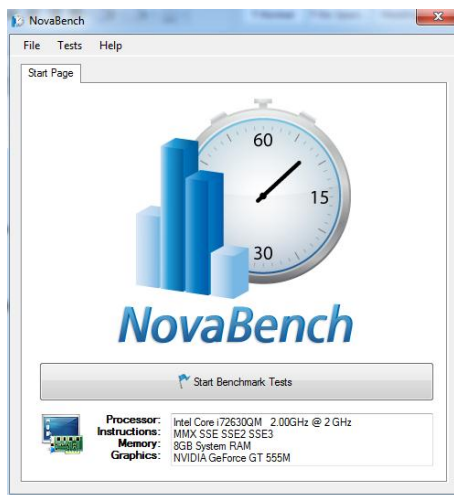 NovaBench
File Tests Help
Start Page
60
15
30
NovaBench
Start Benchmark Tests
Processor: Intel Core i72630QM 2.00GHz @ 2 GHz
Instructions: MMX SSE SSE2 SSE3
Memory: 8GB System RAM
Graphics: NVIDIA GeForce GT 555M